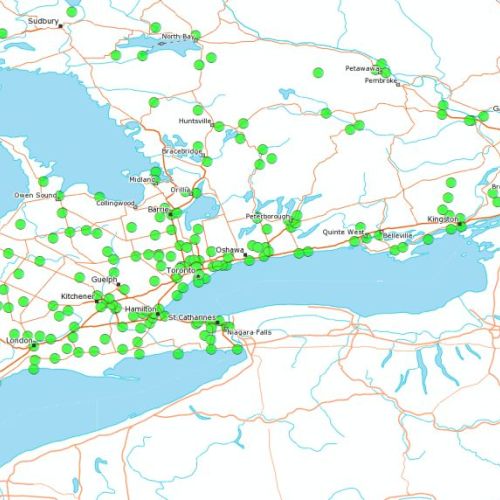 Sudbury
North Bay
Petawawa
Pembroke
Huntsville
Bracebridge
Midland
Orillia
Owen Sound
Collingwood
Barrie
Peterborough
Kingston
Quinte West
Belleville
Oshawa
Toronto
Guelph
Kitchener
Hamilton
St Catharines
Niagara Falls
London